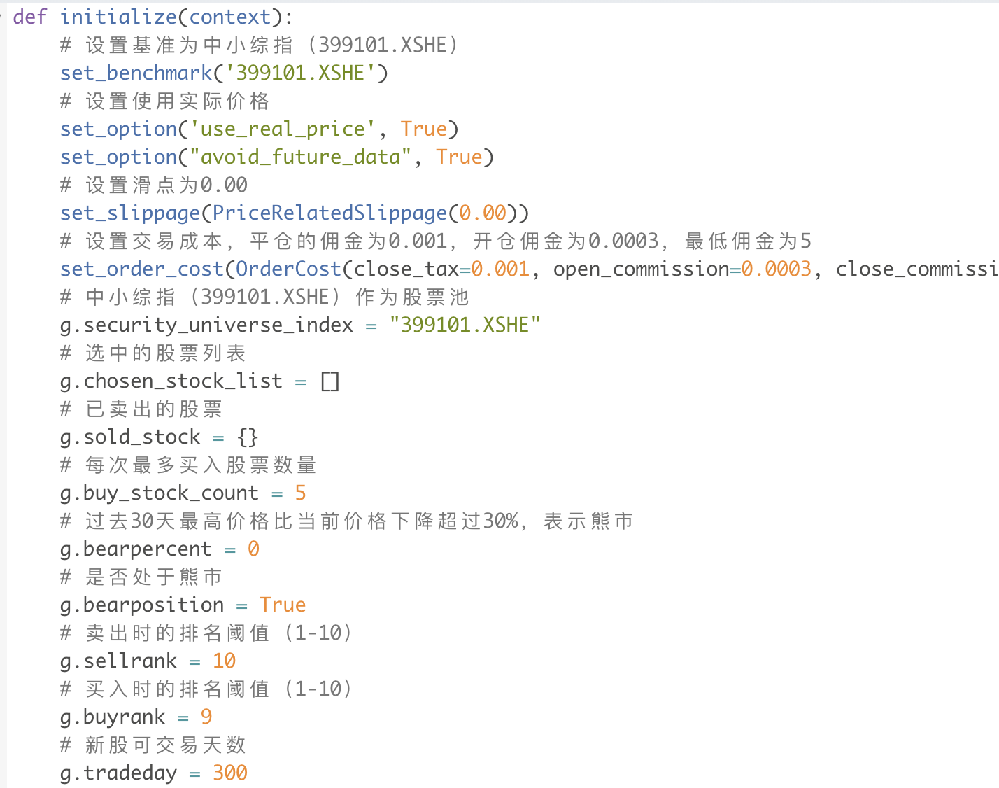 def initialize(context):
    # 设置基准为中小综指（399101.XSHE）
    set_benchmark('399101.XSHE')
    # 设置使用实际价格
    set_option('use_real_price', True)
    set_option("avoid_future_data", True)
    # 设置滑点为0.00
    set_slippage(PriceRelatedSlippage(0.00))
    # 设置交易成本，平仓的佣金为0.001，开仓佣金为0.0003，最低佣金为5
    set_order_cost(OrderCost(close_tax=0.001, open_commission=0.0003, close_commissi
    # 中小综指（399101.XSHE）作为股票池
    g.security_universe_index = "399101.XSHE"
    # 选中的股票列表
    g.chosen_stock_list = []
    # 已卖出的股票
    g.sold_stock = {}
    # 每次最多买入股票数量
    g.buy_stock_count = 5
    # 过去30天最高价格比当前价格下降超过30%，表示熊市
    g.bearpercent = 0
    # 是否处于熊市
    g.bearposition = True
    # 卖出时的排名阈值（1-10）
    g.sellrank = 10
    # 买入时的排名阈值（1-10）
    g.buyrank = 9
    # 新股可交易天数
    g.tradeday = 300